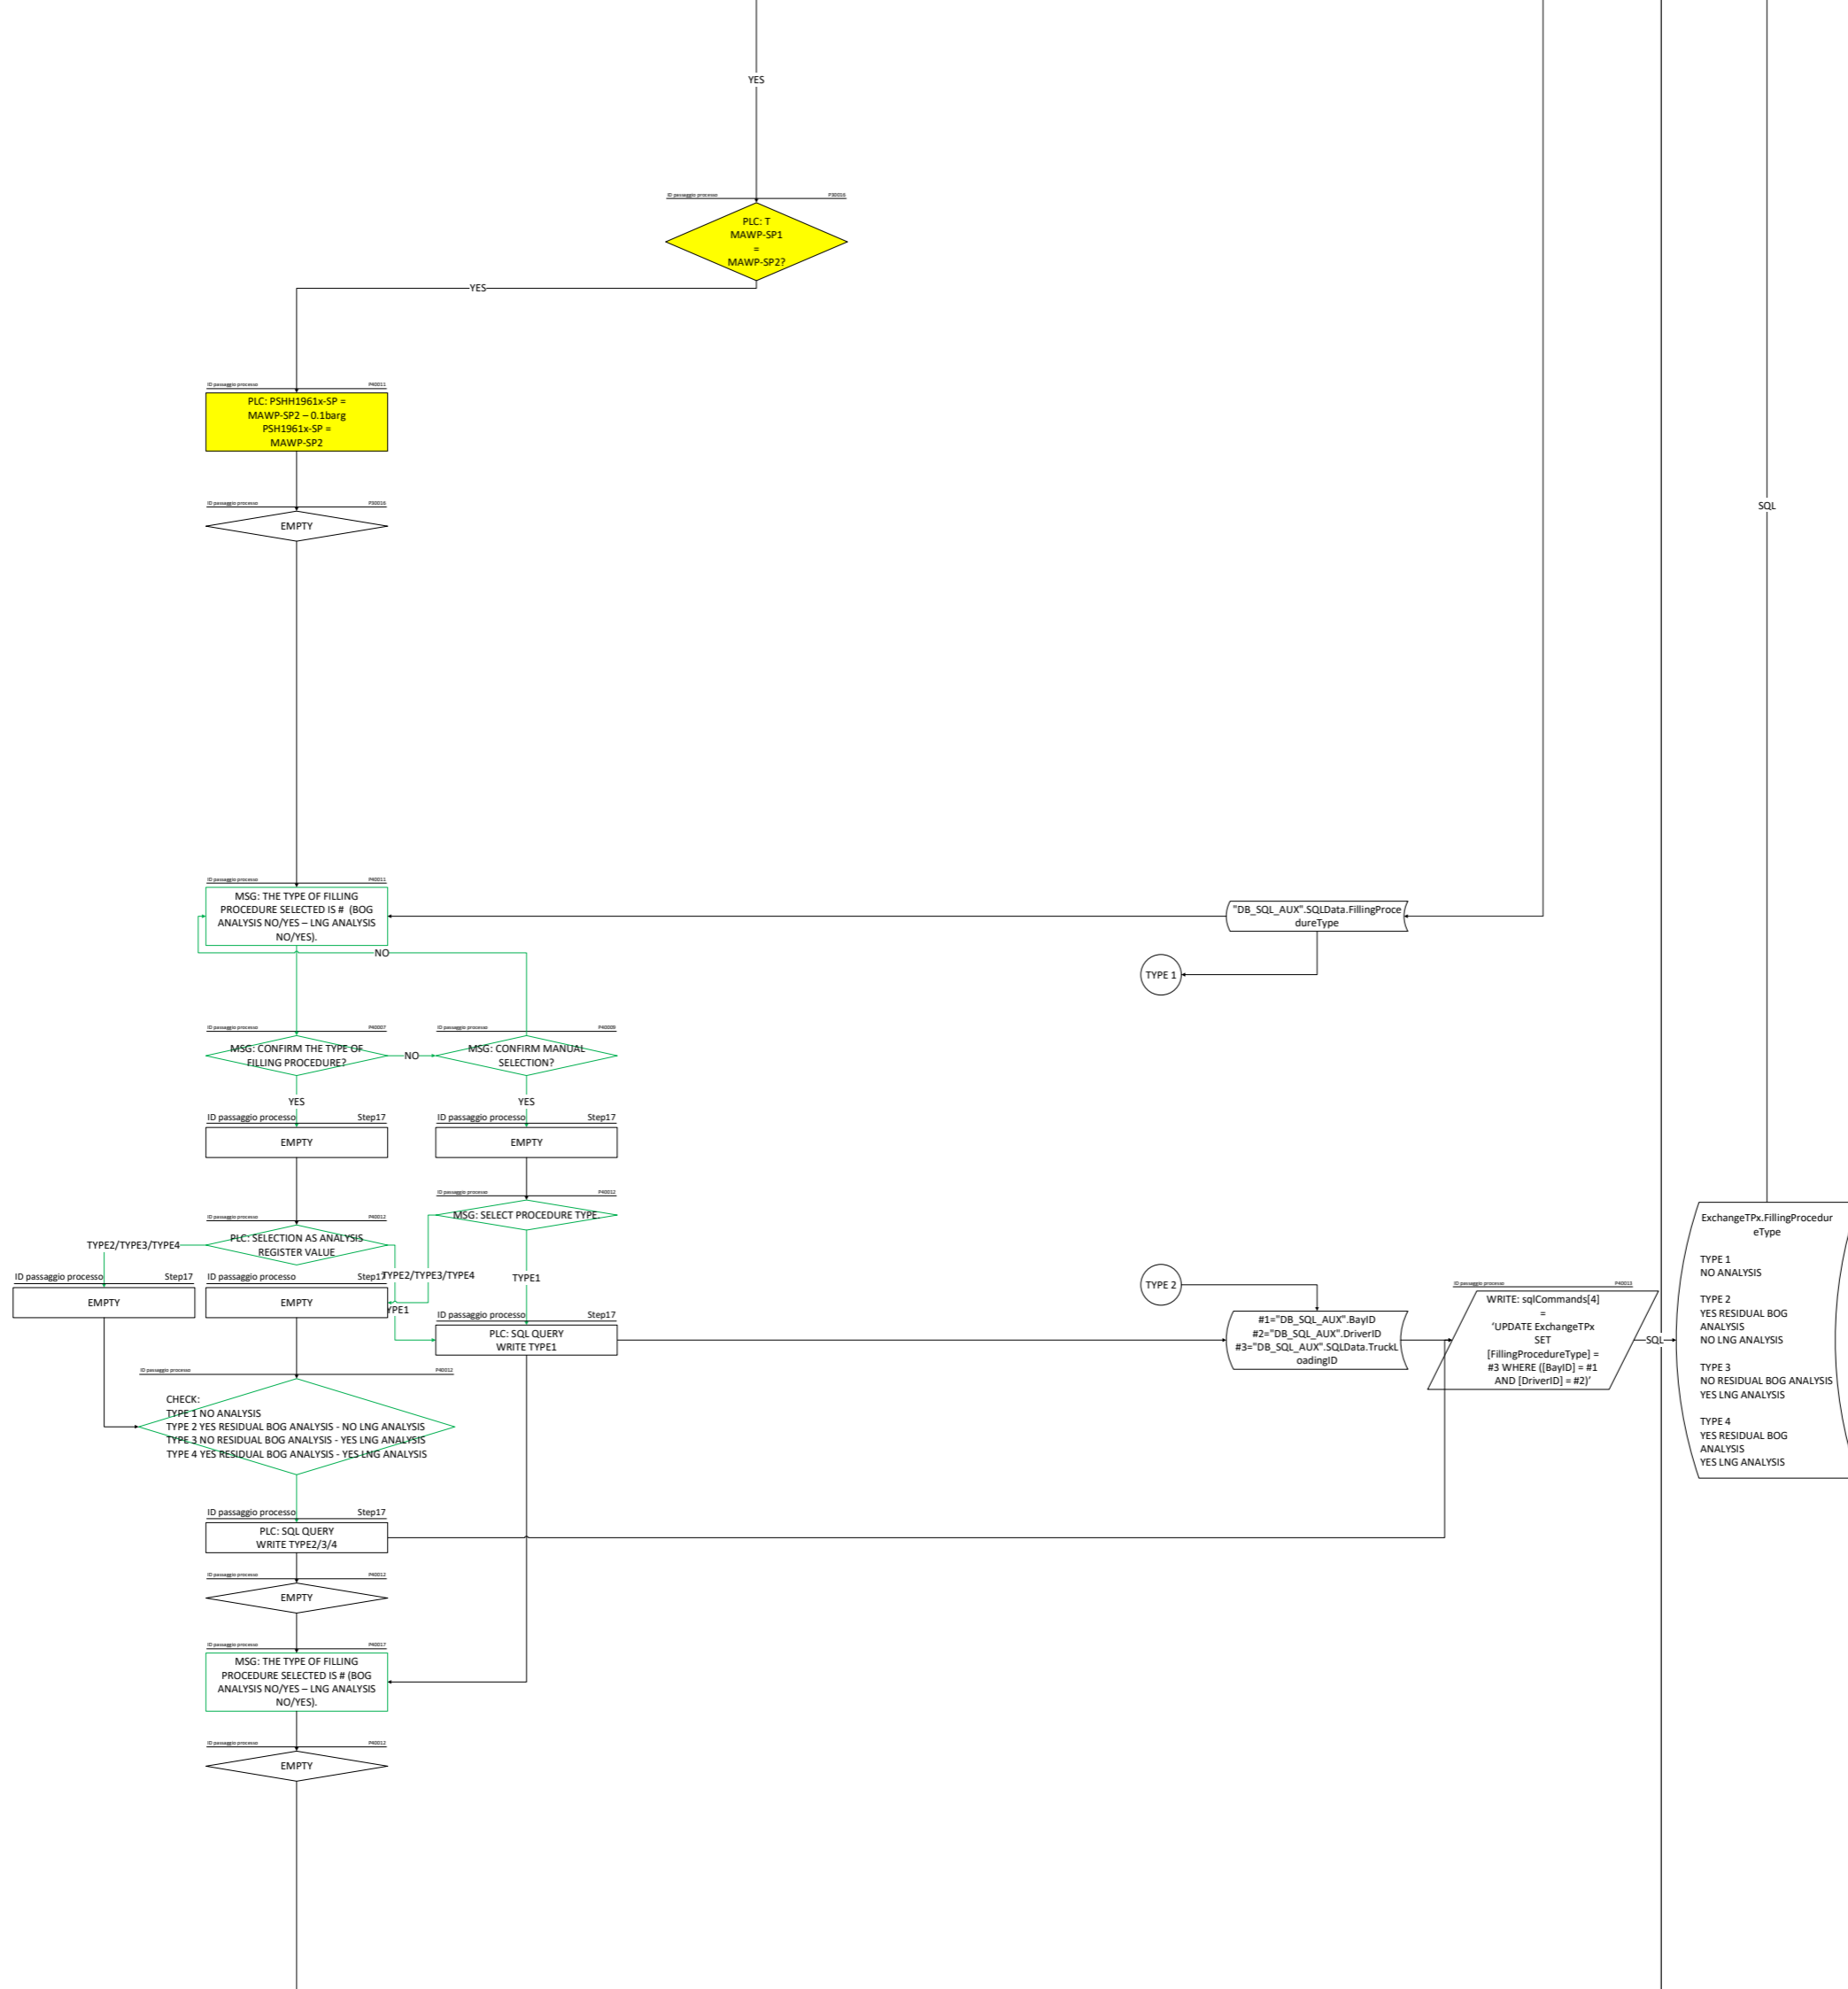 YES
ID passaggio processo P30016
PLC: T
MAWP-SP1
=
MAWP-SP2?
YES
ID passaggio processo P40011
PLC: PSHH1961x-SP =
MAWP-SP2 – 0.1barg
PSH1961x-SP =
MAWP-SP2
ID passaggio processo P30016
EMPTY
SQL
ID passaggio processo P40011
MSG: THE TYPE OF FILLING
PROCEDURE SELECTED IS # (BOG
ANALYSIS NO/YES – LNG ANALYSIS
NO/YES).
"DB_SQL_AUX".SQLData.FillingProce
dureType
NO
TYPE 1
ID passaggio processo P40007
MSG: CONFIRM THE TYPE OF
FILLING PROCEDURE?
NO
ID passaggio processo P40009
MSG: CONFIRM MANUAL
SELECTION?
YES
YES
ID passaggio processo Step17
EMPTY
ID passaggio processo Step17
EMPTY
ID passaggio processo P40012
MSG: SELECT PROCEDURE TYPE.
ID passaggio processo P40012
PLC: SELECTION AS ANALYSIS
REGISTER VALUE
TYPE2/TYPE3/TYPE4
TYPE2/TYPE3/TYPE4
TYPE1
ID passaggio processo Step17
EMPTY
ID passaggio processo Step17
EMPTY
YPE1
ID passaggio processo Step17
PLC: SQL QUERY
WRITE TYPE1
TYPE 2
#1="DB_SQL_AUX".BayID
#2="DB_SQL_AUX".DriverID
#3="DB_SQL_AUX".SQLData.TruckL
oadingID
ID passaggio processo P40013
WRITE: sqlCommands[4]
=
'UPDATE ExchangeTPx
SET
[FillingProcedureType] =
#3 WHERE ([BayID] = #1
AND [DriverID] = #2)'
SQL
ExchangeTPx.FillingProcedur
eType
TYPE 1
NO ANALYSIS
TYPE 2
YES RESIDUAL BOG
ANALYSIS
NO LNG ANALYSIS
TYPE 3
NO RESIDUAL BOG ANALYSIS
YES LNG ANALYSIS
TYPE 4
YES RESIDUAL BOG
ANALYSIS
YES LNG ANALYSIS
ID passaggio processo P40012
CHECK:
TYPE 1 NO ANALYSIS
TYPE 2 YES RESIDUAL BOG ANALYSIS - NO LNG ANALYSIS
TYPE 3 NO RESIDUAL BOG ANALYSIS - YES LNG ANALYSIS
TYPE 4 YES RESIDUAL BOG ANALYSIS - YES LNG ANALYSIS
ID passaggio processo Step17
PLC: SQL QUERY
WRITE TYPE2/3/4
ID passaggio processo P40012
EMPTY
ID passaggio processo P40017
MSG: THE TYPE OF FILLING
PROCEDURE SELECTED IS # (BOG
ANALYSIS NO/YES – LNG ANALYSIS
NO/YES).
ID passaggio processo P40012
EMPTY